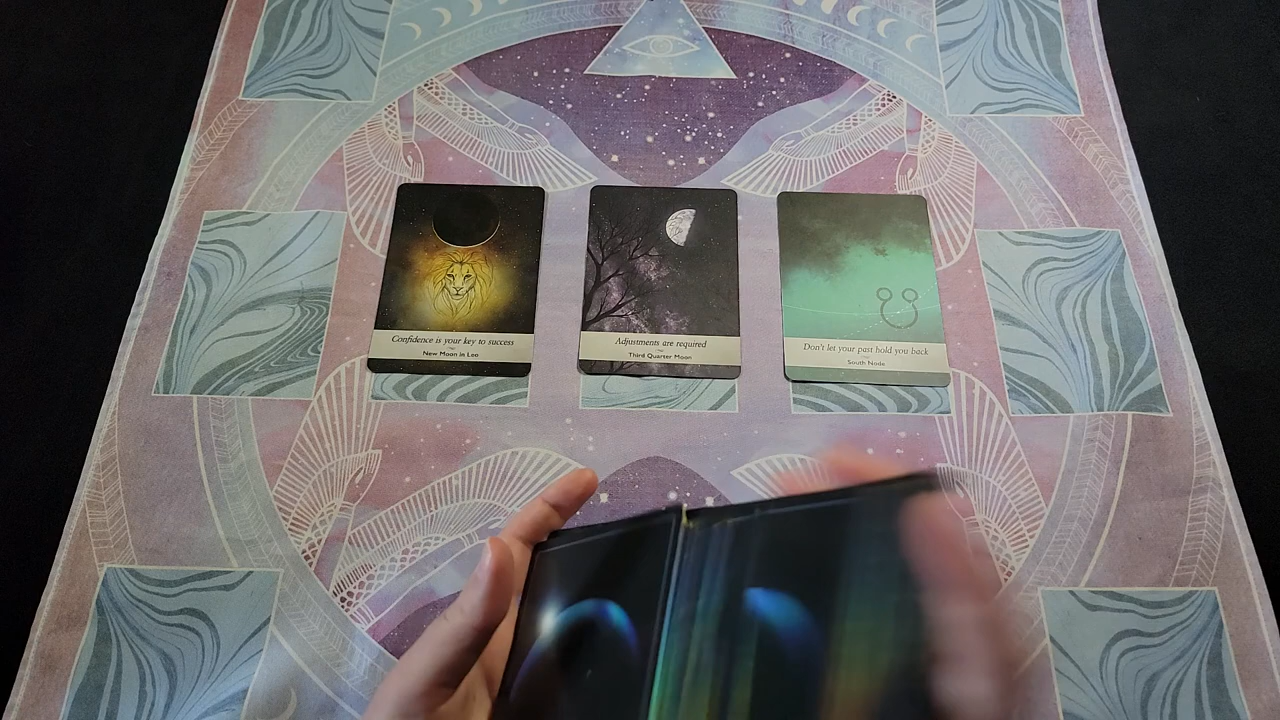 Confidence is your key to success
New Moon in Leo
Adjustments are required
Third Quarter Moon
Don't let your past hold you back
South Node